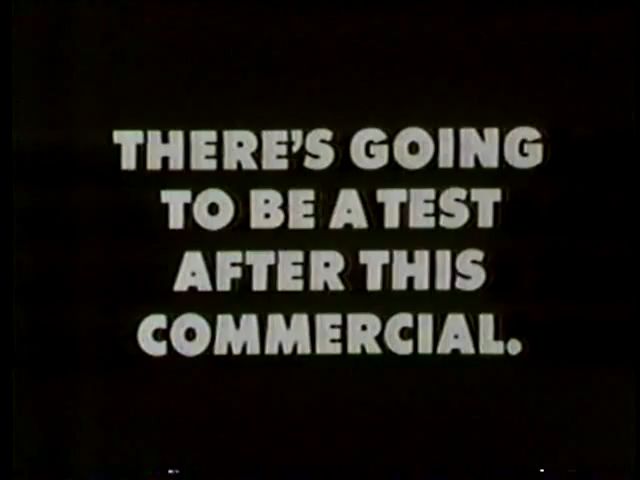 THERE'S GOING
TO BE A TEST
AFTER THIS
COMMERCIAL.